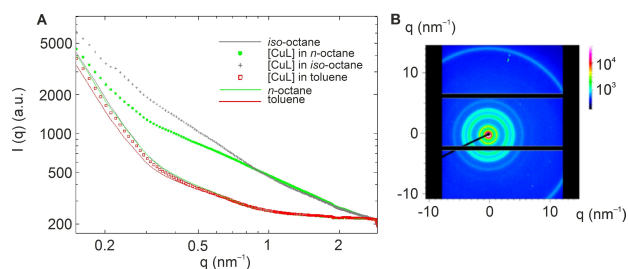 A
I (q) (a.u.)
5000
2000
1000
500
200
iso-octane
[CuL] in n-octane
[CuL] in iso-octane
[CuL] in toluene
n-octane
toluene
0.2
0.5
1
2
q (nm⁻¹)
B
q (nm⁻¹)
10
0
-10
-10
0
10
q (nm⁻¹)
10⁴
10³